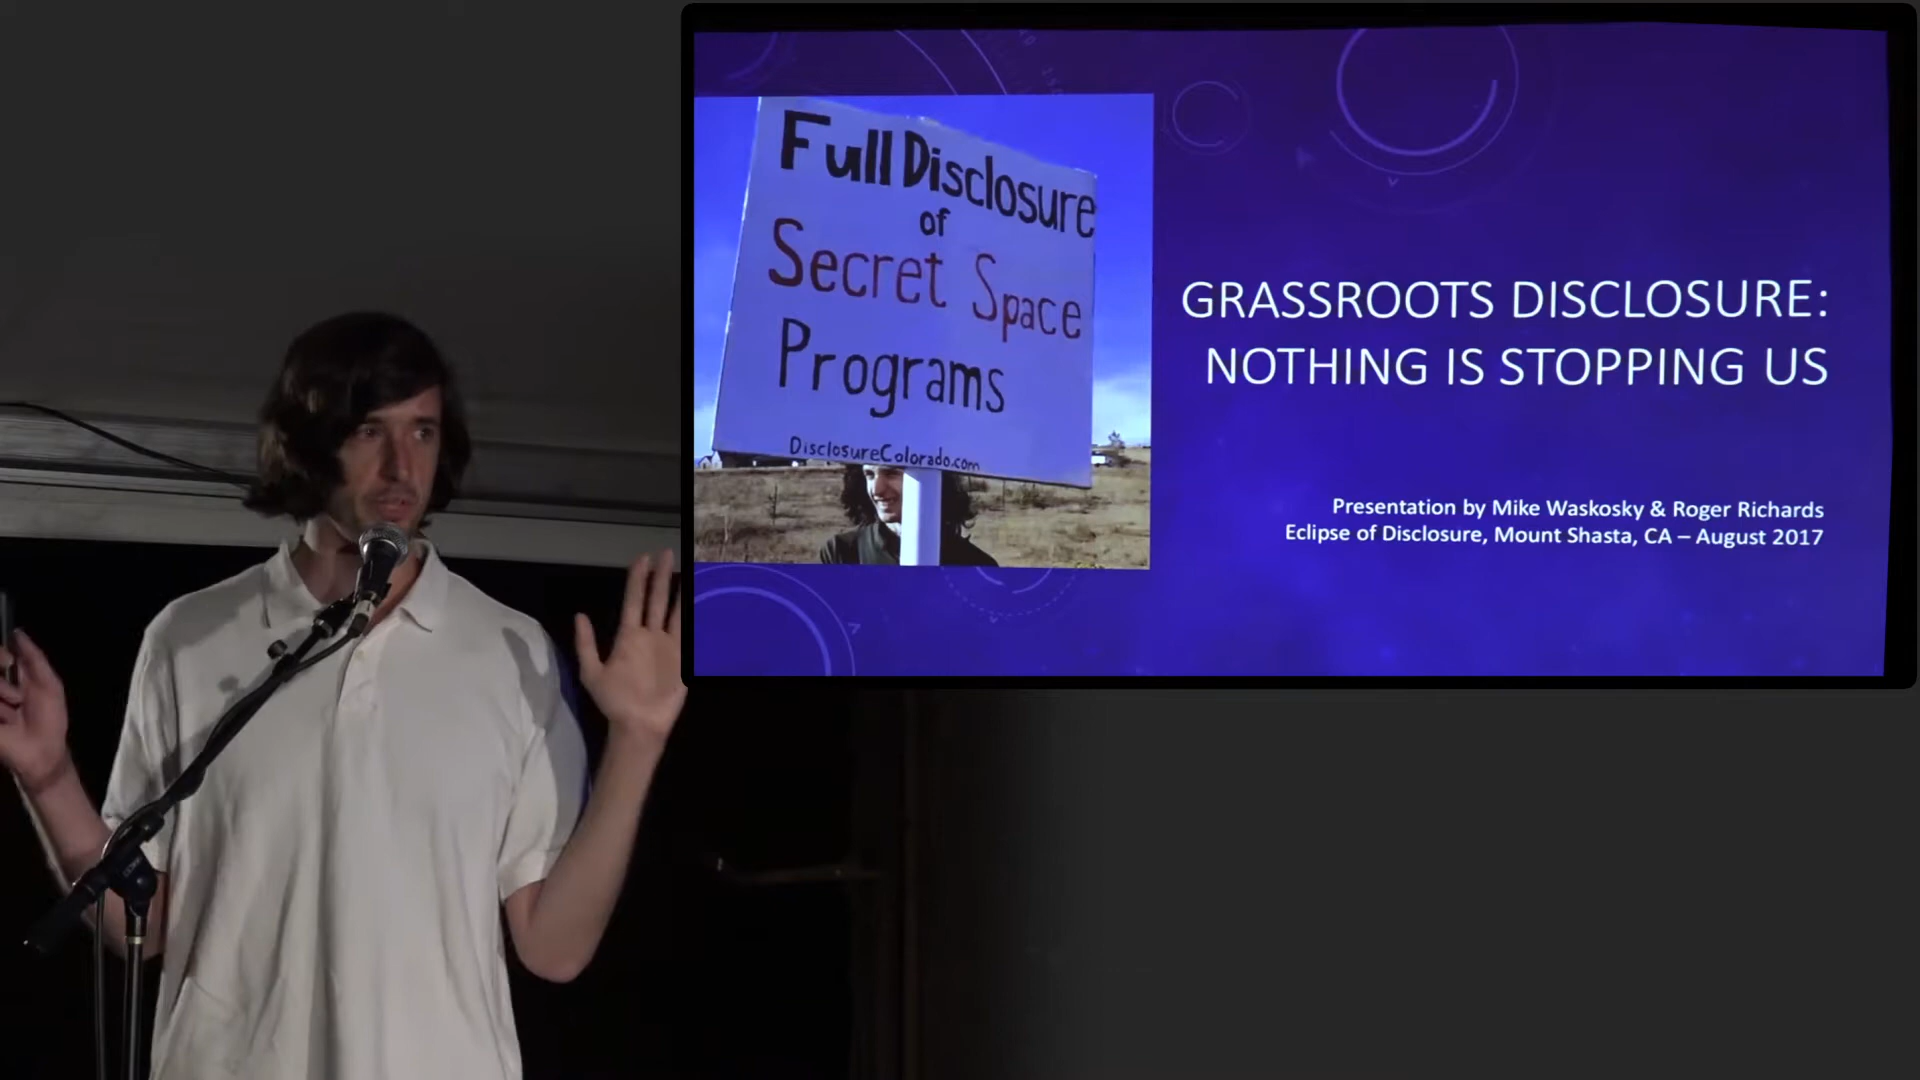 Full Disclosure
of
Secret Space
Programs
DisclosureColorado.com
GRASSROOTS DISCLOSURE:
NOTHING IS STOPPING US
Presentation by Mike Waskosky & Roger Richards
Eclipse of Disclosure, Mount Shasta, CA – August 2017